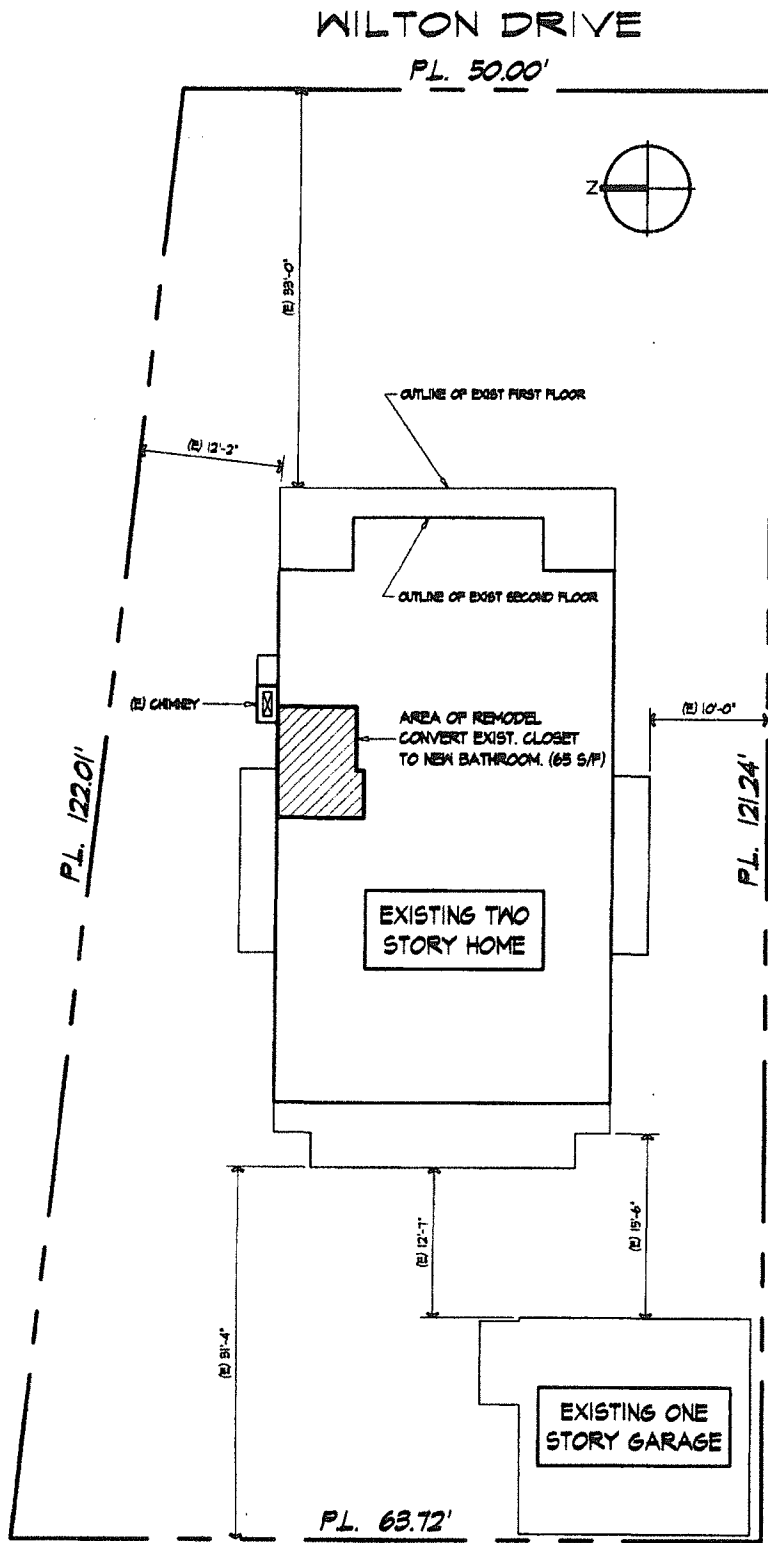 WILTON DRIVE
P.L. 50.00'
Z
(E) 33'-0"
OUTLINE OF EXIST FIRST FLOOR
(E) 12'-2"
OUTLINE OF EXIST SECOND FLOOR
(E) CHIMNEY
AREA OF REMODEL
CONVERT EXIST. CLOSET
TO NEW BATHROOM. (65 S/F)
(E) 10'-0"
P.L. 122.01'
P.L. 121.24'
EXISTING TWO
STORY HOME
(E) 12'-7"
(E) 15'-6"
(E) 31'-4"
EXISTING ONE
STORY GARAGE
P.L. 63.72'